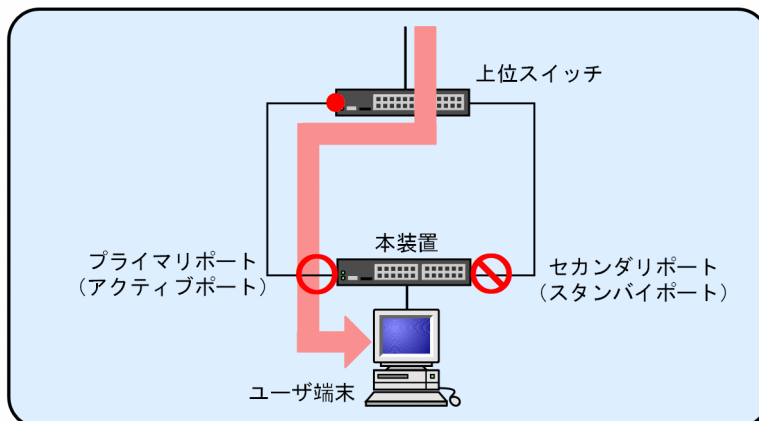 上位スイッチ
本装置
プライマリポート
（アクティブポート）
セカンダリポート
（スタンバイポート）
ユーザ端末